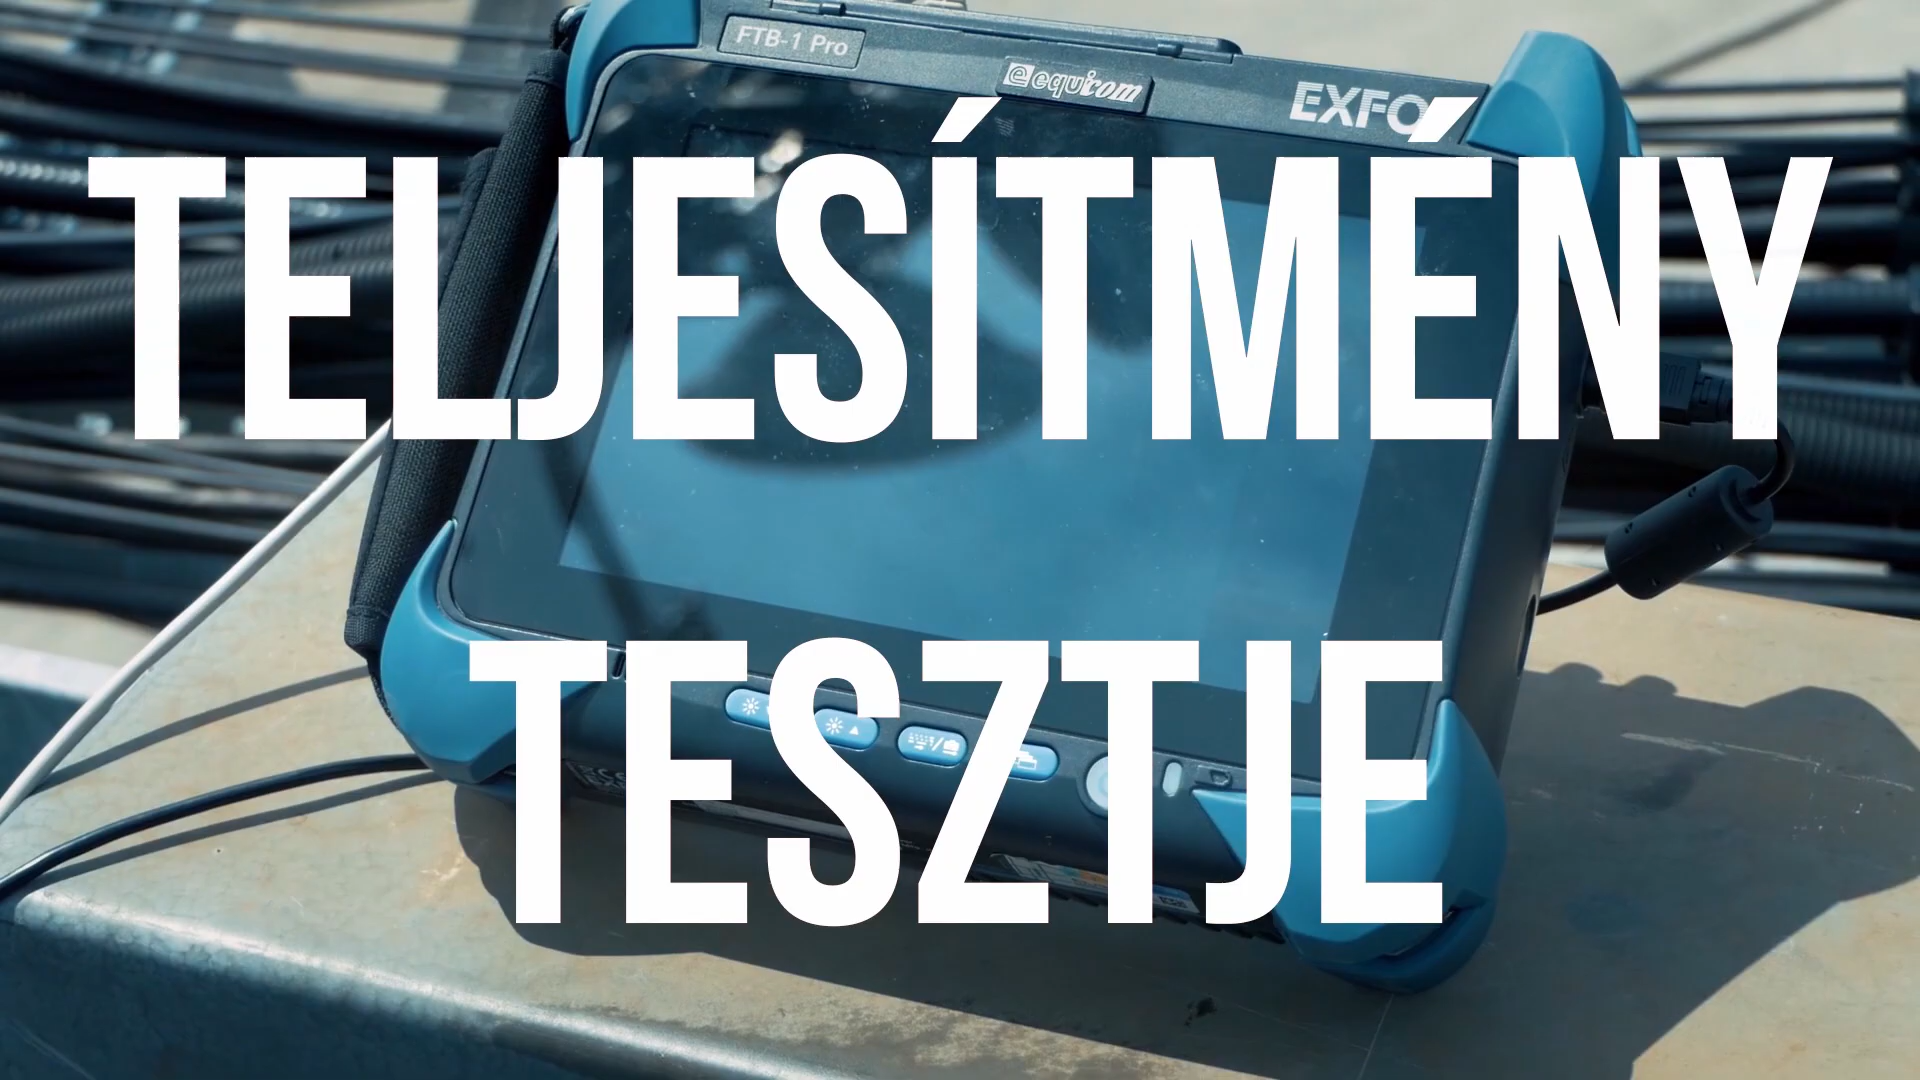 FTB-1 Pro
e equicom
EXFO
TELJESÍTMÉNY
TESZTJE